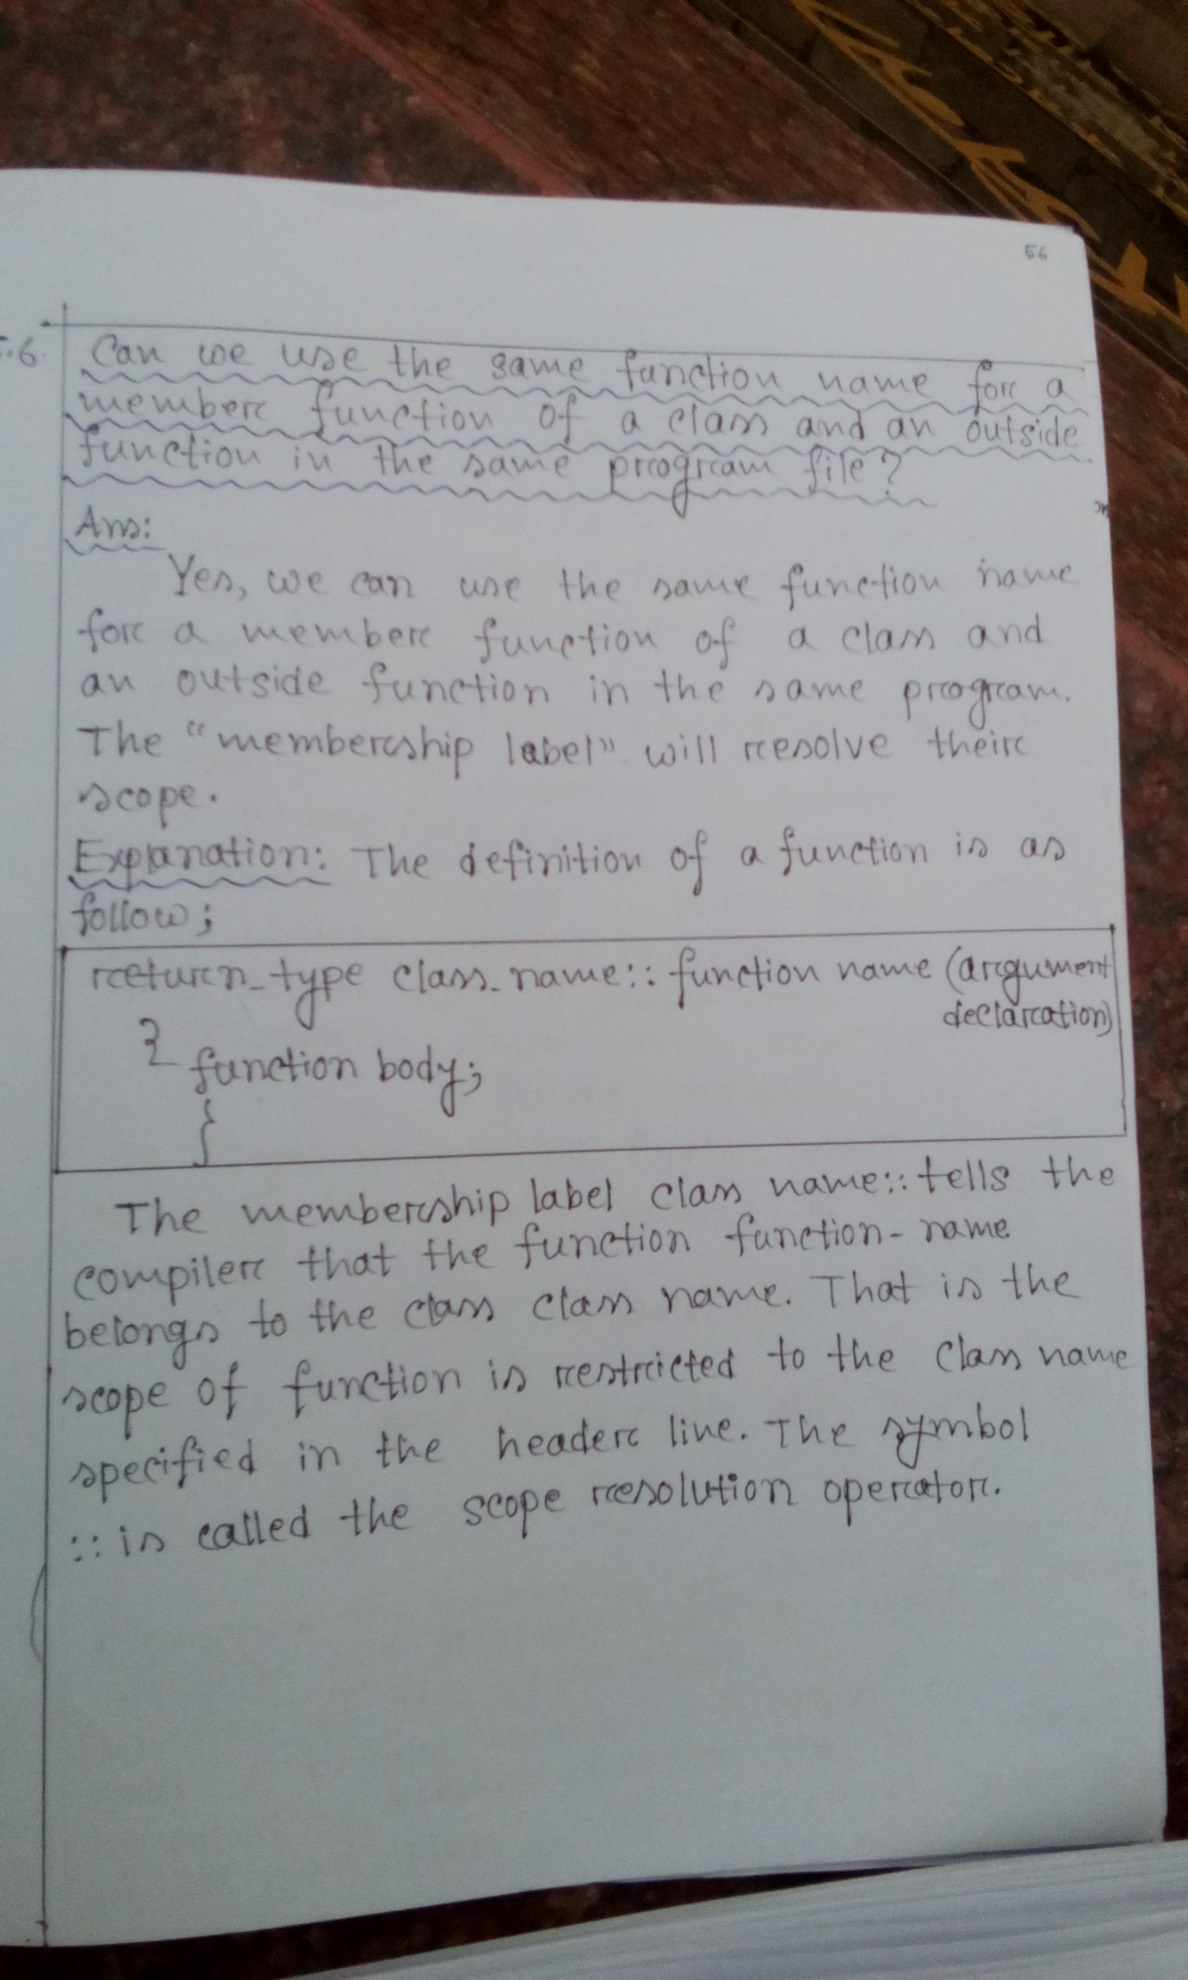 56
.6. Can we use the same function name for a
member function of a class and an outside
function in the same program file?
Ans:
Yes, we can use the same function name
for a member function of a class and
an outside function in the same program.
The "membership label" will resolve their
scope.
Expanation: The definition of a function is as
follow;
return_type class_name:: function name (argument
declaration)
{
function body;
}
The membership label class name:: tells the
compiler that the function function-name
belongs to the class class name. That is the
scope of function is restricted to the class name
specified in the header line. The symbol
:: is called the scope resolution operator.